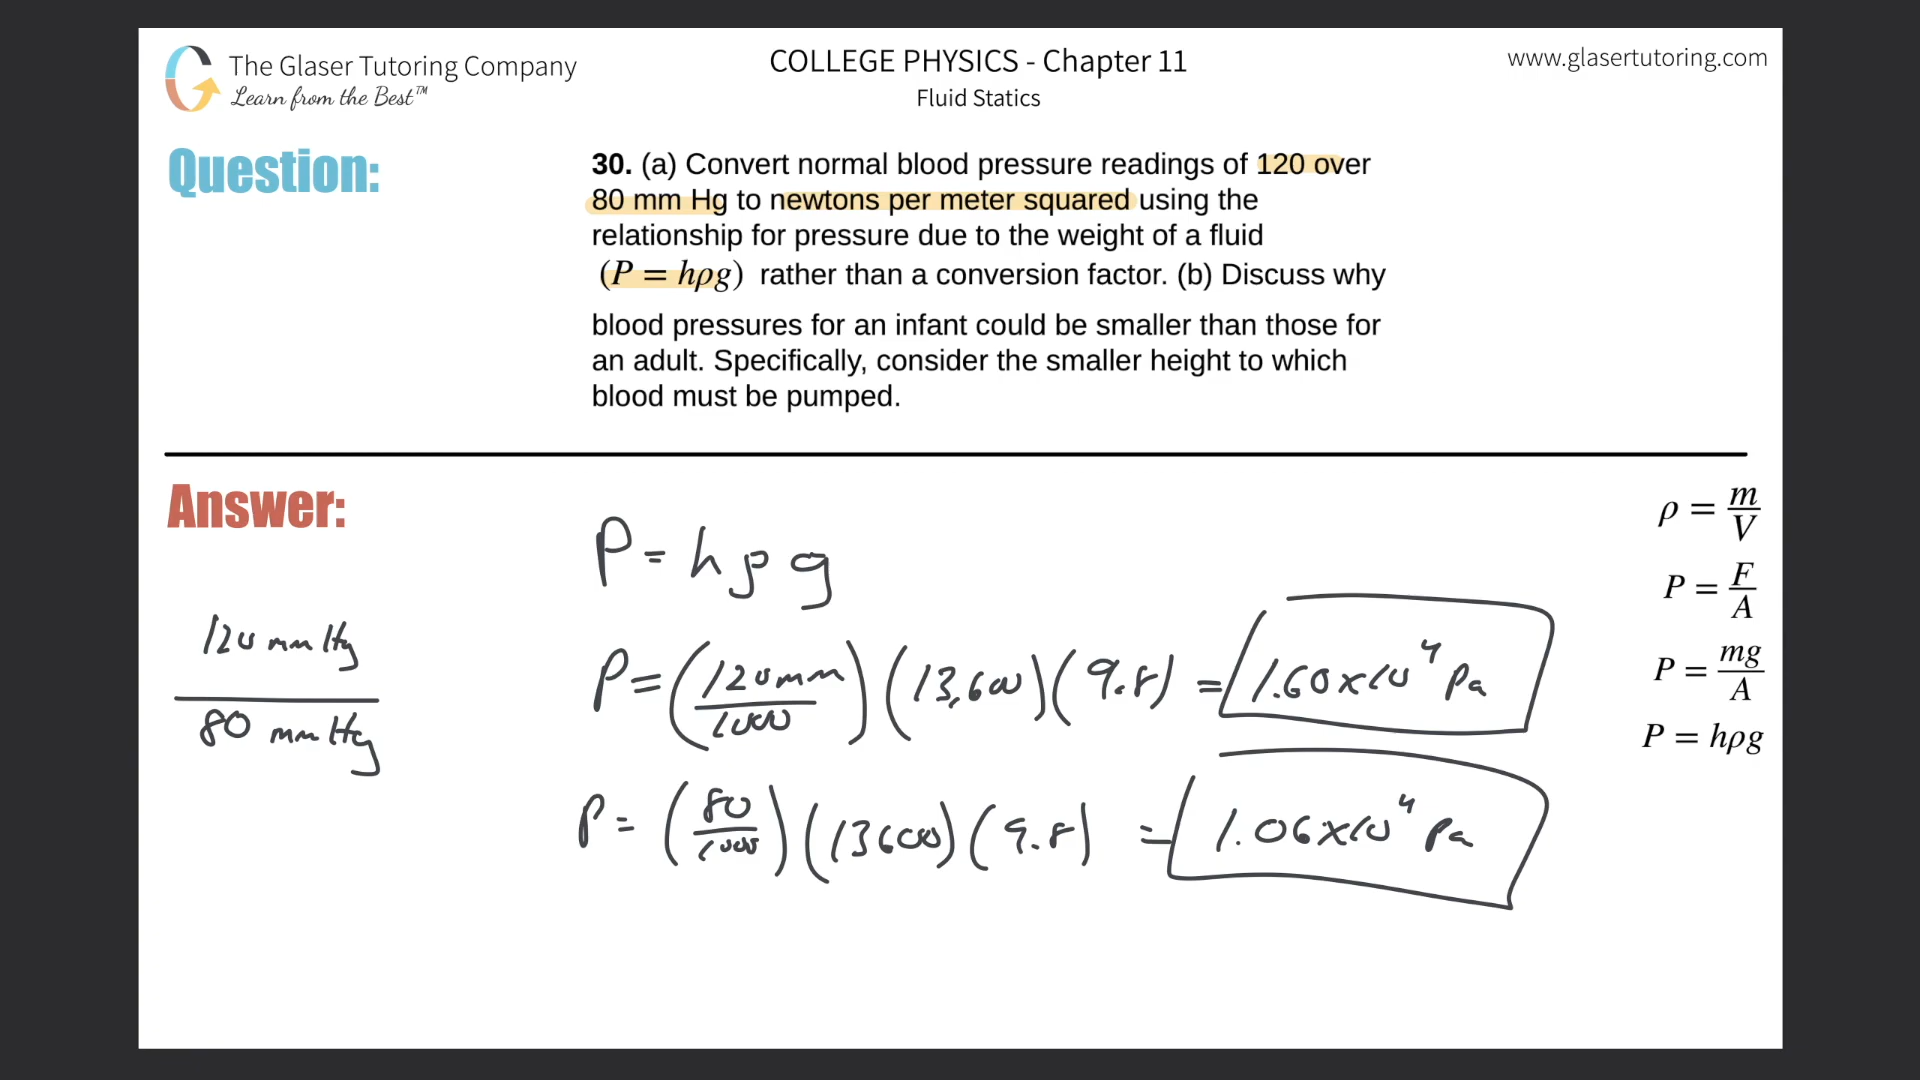 The Glaser Tutoring Company
Learn from the Best™
COLLEGE PHYSICS - Chapter 11
Fluid Statics
www.glasertutoring.com
Question:
30. (a) Convert normal blood pressure readings of 120 over
80 mm Hg to newtons per meter squared using the
relationship for pressure due to the weight of a fluid
(P = hρg) rather than a conversion factor. (b) Discuss why
blood pressures for an infant could be smaller than those for
an adult. Specifically, consider the smaller height to which
blood must be pumped.
Answer:
120 mm Hg
80 mm Hg
P = hρg
P = (120mm/1000)(13,600)(9.8) = 1.60x10⁴ Pa
P = (80/1000)(13600)(9.8) = 1.06x10⁴ Pa
ρ = m/V
P = F/A
P = mg/A
P = hρg